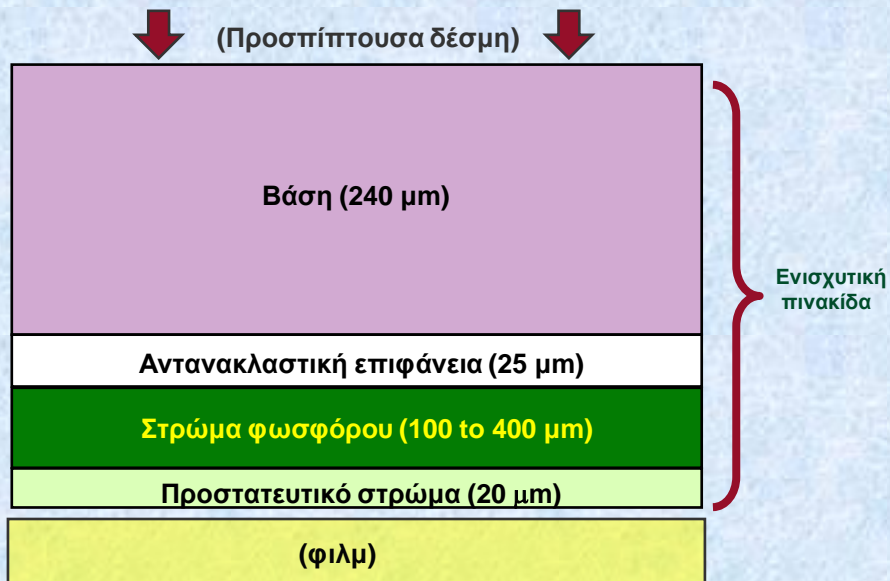 (Προσπίπτουσα δέσμη)
Βάση (240 μm)
Ενισχυτική
πινακίδα
Αντανακλαστική επιφάνεια (25 μm)
Στρώμα φωσφόρου (100 to 400 μm)
Προστατευτικό στρώμα (20 μm)
(φιλμ)